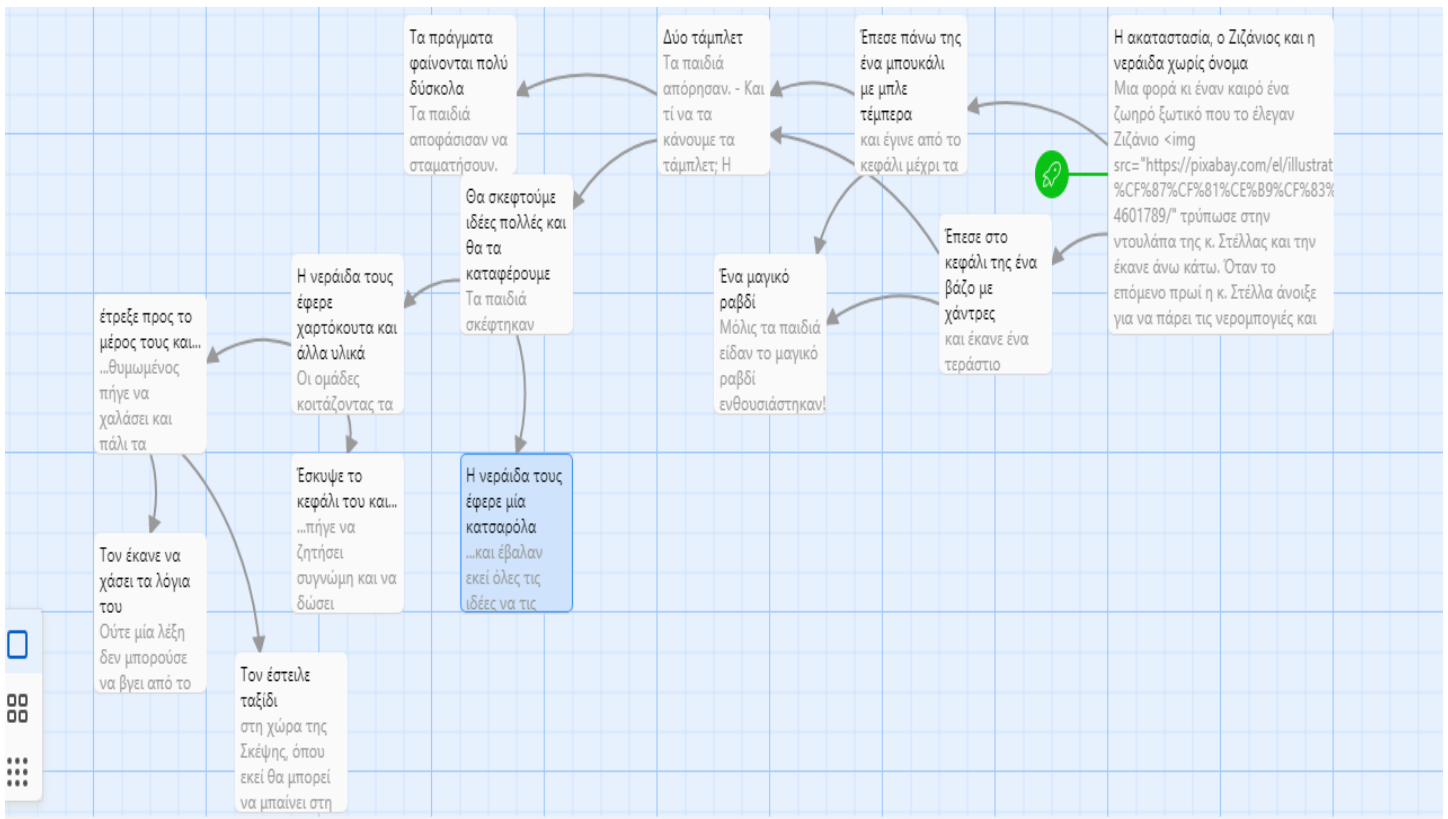 Τα πράγματα
φαίνονται πολύ
δύσκολα
Τα παιδιά
αποφάσισαν να
σταματήσουν.
Δύο τάμπλετ
Τα παιδιά
απόρησαν. - Και
τί να τα
κάνουμε τα
τάμπλετ; Η
Έπεσε πάνω της
ένα μπουκάλι
με μπλε
τέμπερα
και έγινε από το
κεφάλι μέχρι τα
Η ακαταστασία, ο Ζιζάνιος και η
νεράιδα χωρίς όνομα
Μια φορά κι έναν καιρό ένα
ζωηρό ξωτικό που το έλεγαν
Ζιζάνιο <img
src="https://pixabay.com/el/illustrat
%CF%87%CF%81%CE%B9%CF%83%
4601789/" τρύπωσε στην
ντουλάπα της κ. Στέλλας και την
έκανε άνω κάτω. Όταν το
επόμενο πρωί η κ. Στέλλα άνοιξε
για να πάρει τις νερομπογιές και
Θα σκεφτούμε
ιδέες πολλές και
θα τα
καταφέρουμε
Τα παιδιά
σκέφτηκαν
Έπεσε στο
κεφάλι της ένα
βάζο με
χάντρες
και έκανε ένα
τεράστιο
Η νεράιδα τους
έφερε
χαρτόκουτα και
άλλα υλικά
Οι ομάδες
κοιτάζοντας τα
Ένα μαγικό
ραβδί
Μόλις τα παιδιά
είδαν το μαγικό
ραβδί
ενθουσιάστηκαν!
έτρεξε προς το
μέρος τους και...
...θυμωμένος
πήγε να
χαλάσει και
πάλι τα
Έσκυψε το
κεφάλι του και...
...πήγε να
ζητήσει
συγνώμη και να
δώσει
Η νεράιδα τους
έφερε μία
κατσαρόλα
...και έβαλαν
εκεί όλες τις
ιδέες να τις
Τον έκανε να
χάσει τα λόγια
του
Ούτε μία λέξη
δεν μπορούσε
να βγει από το
Τον έστειλε
ταξίδι
στη χώρα της
Σκέψης, όπου
εκεί θα μπορεί
να μπαίνει στη